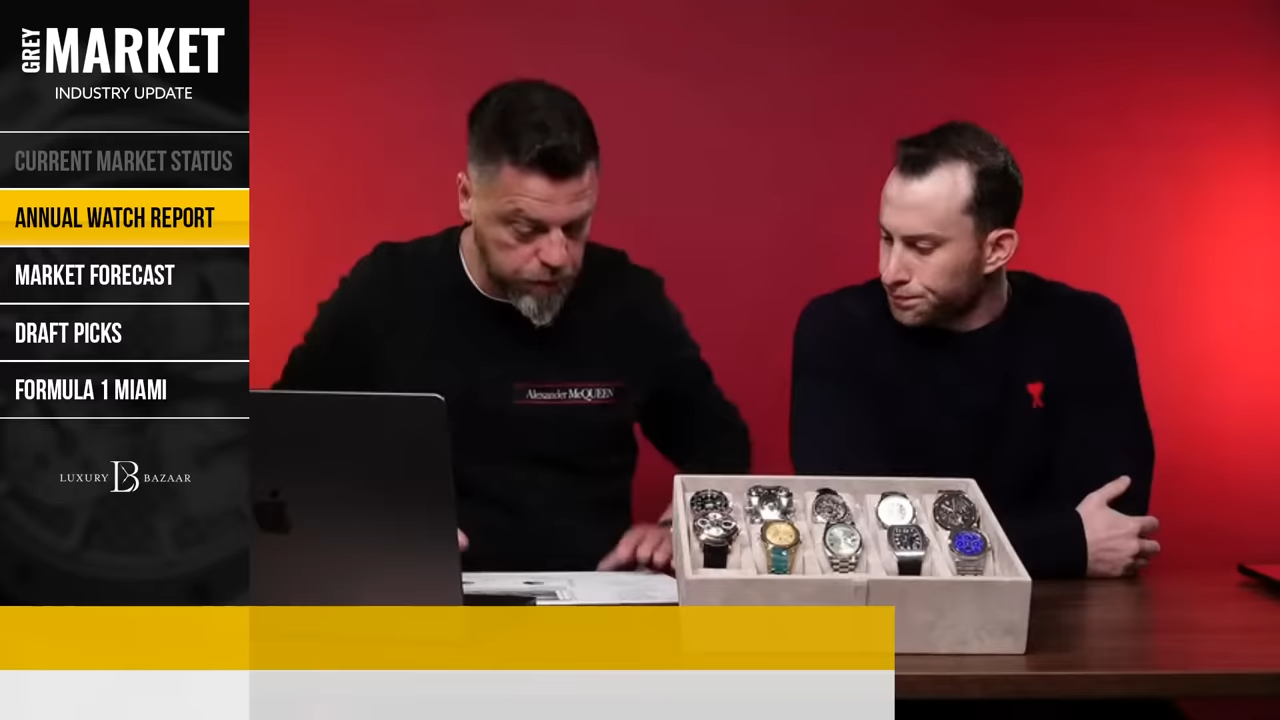 GREY
MARKET
INDUSTRY UPDATE
CURRENT MARKET STATUS
ANNUAL WATCH REPORT
MARKET FORECAST
DRAFT PICKS
FORMULA 1 MIAMI
LUXURY LB BAZAAR
Alexander McQUEEN